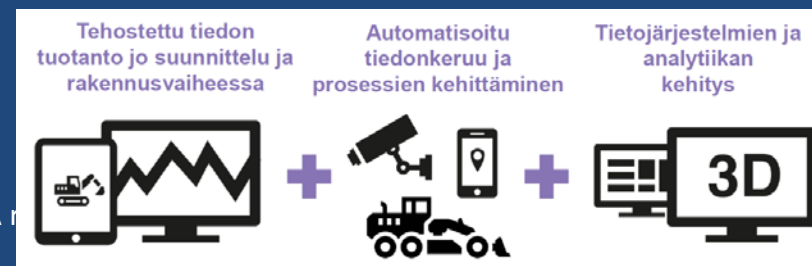 Tehostettu tiedon
tuotanto jo suunnittelu ja
rakennusvaiheessa
Automatisoitu
tiedonkeruu ja
prosessien kehittäminen
Tietojärjestelmien ja
analytiikan
kehitys
3D